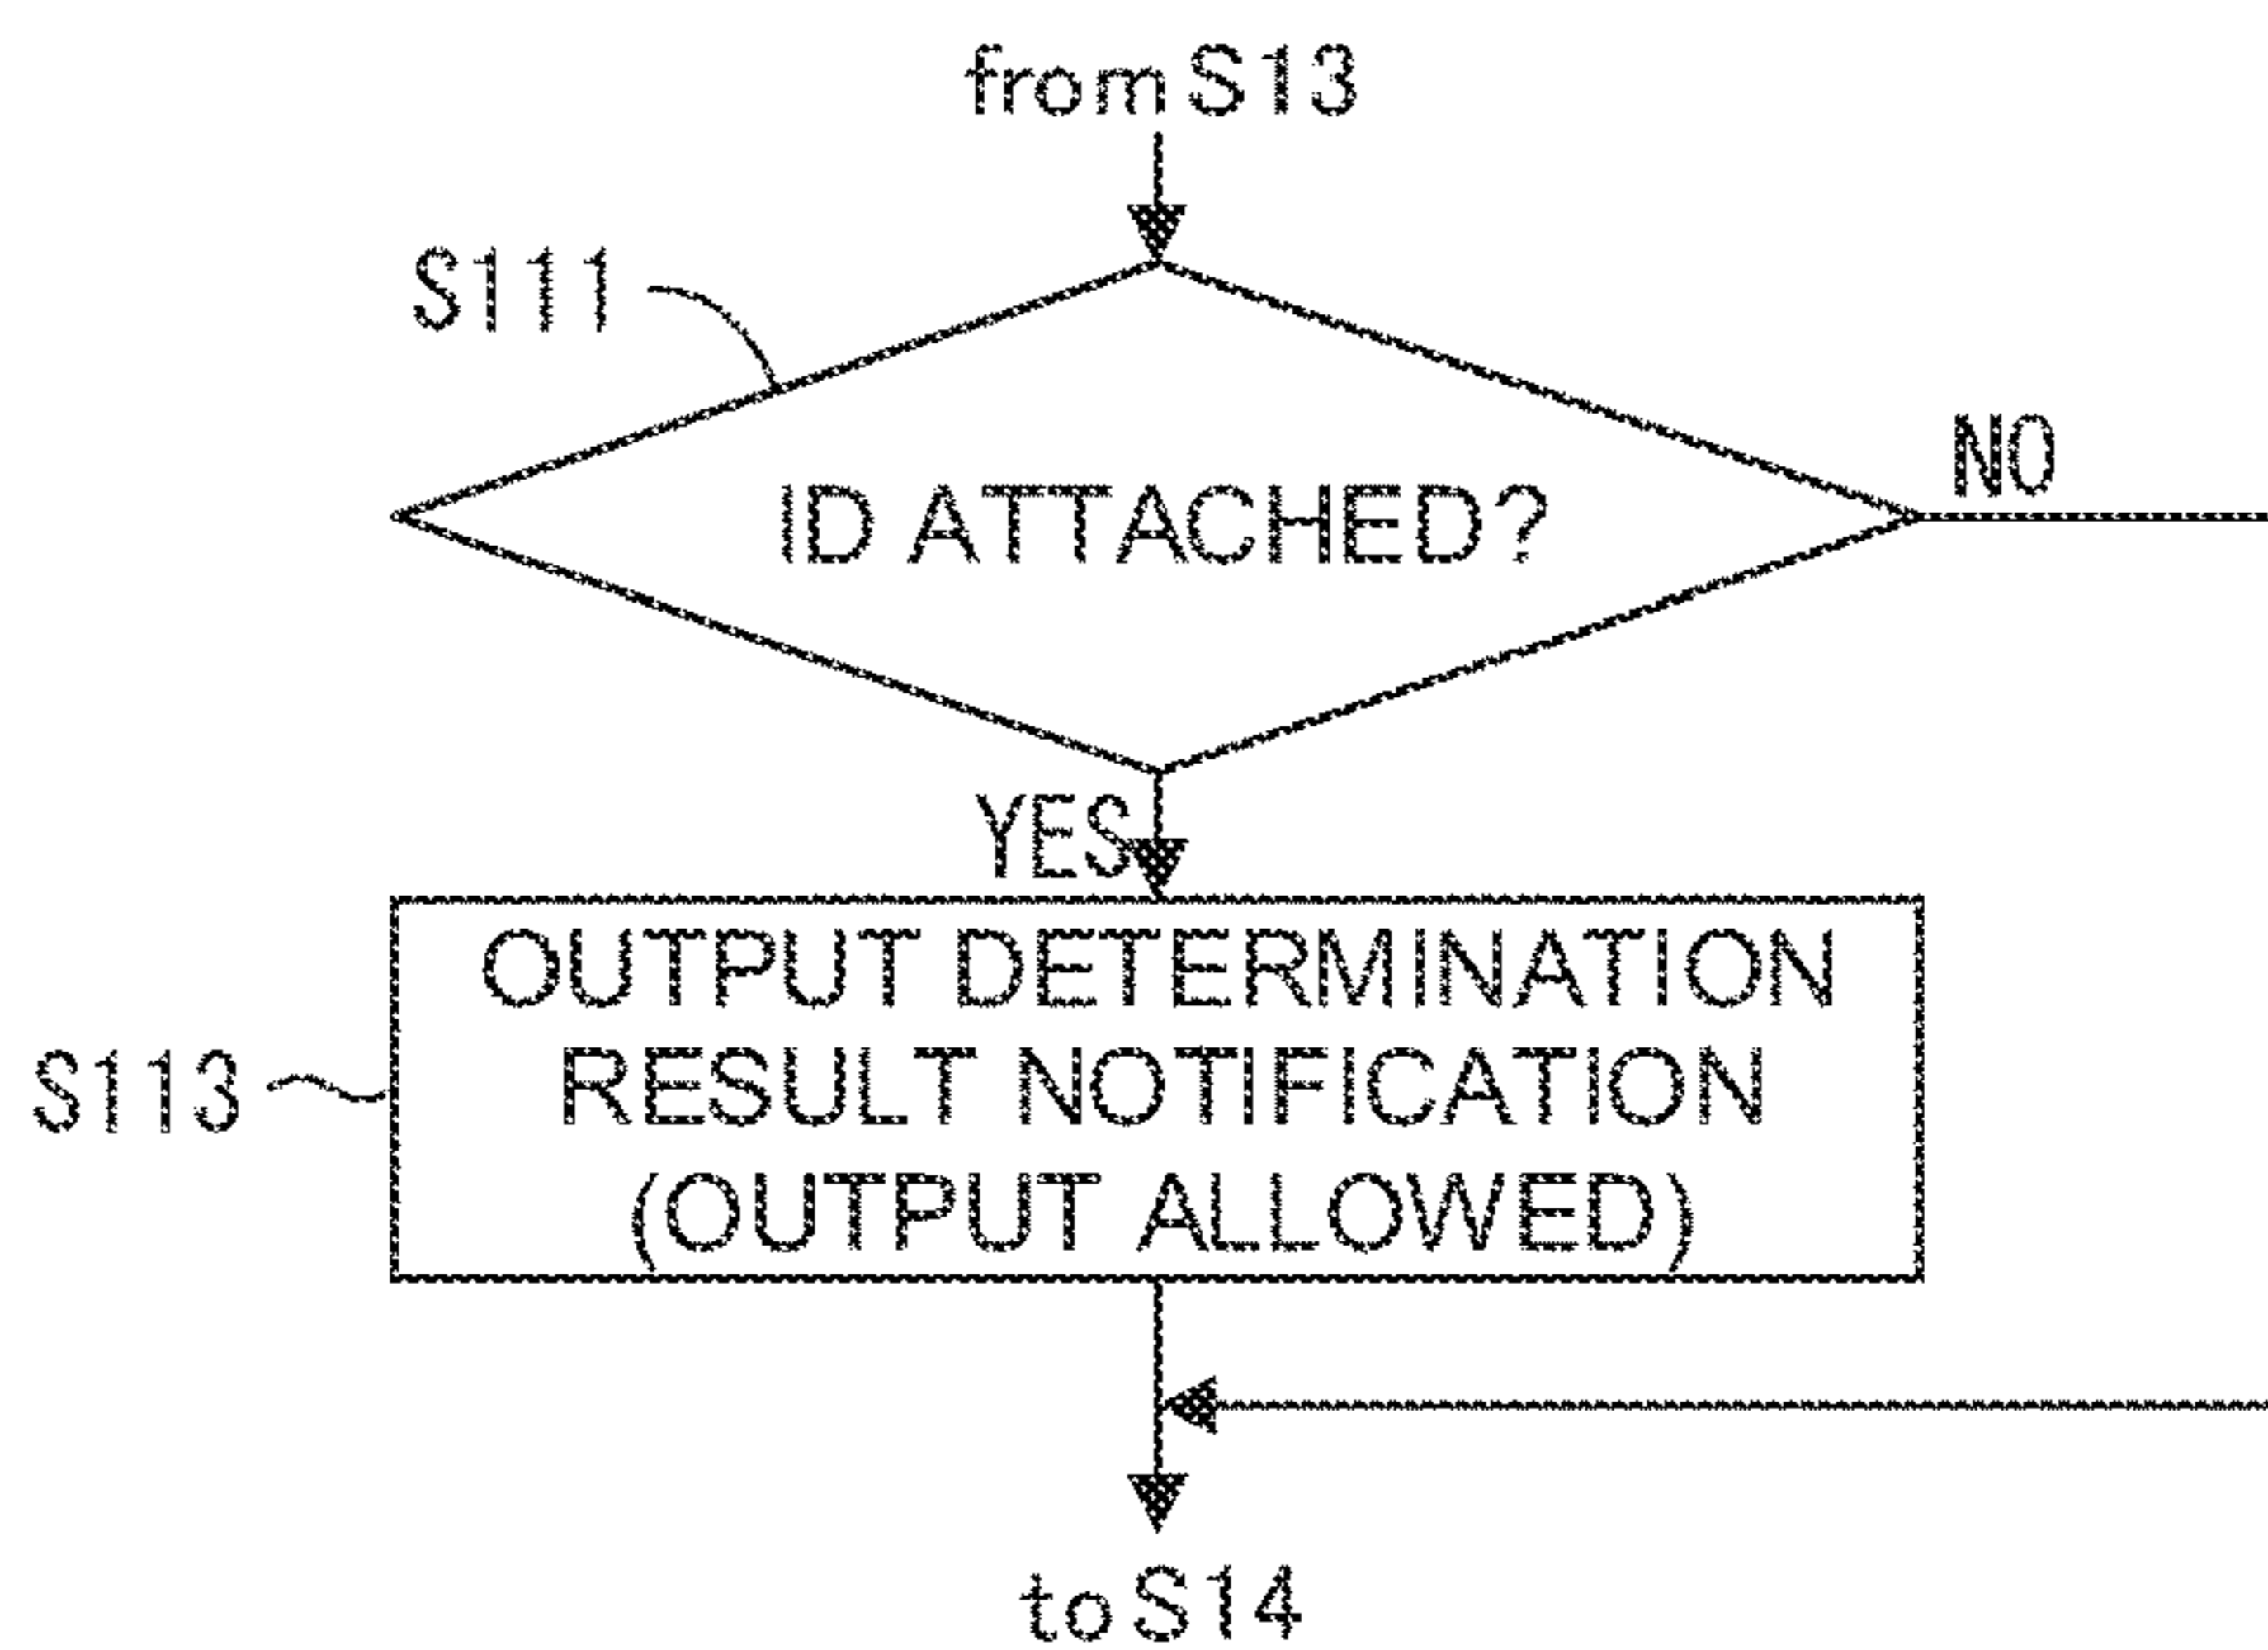 from S13
S111
ID ATTACHED?
NO
YES
OUTPUT DETERMINATION
RESULT NOTIFICATION
(OUTPUT ALLOWED)
S113
to S14